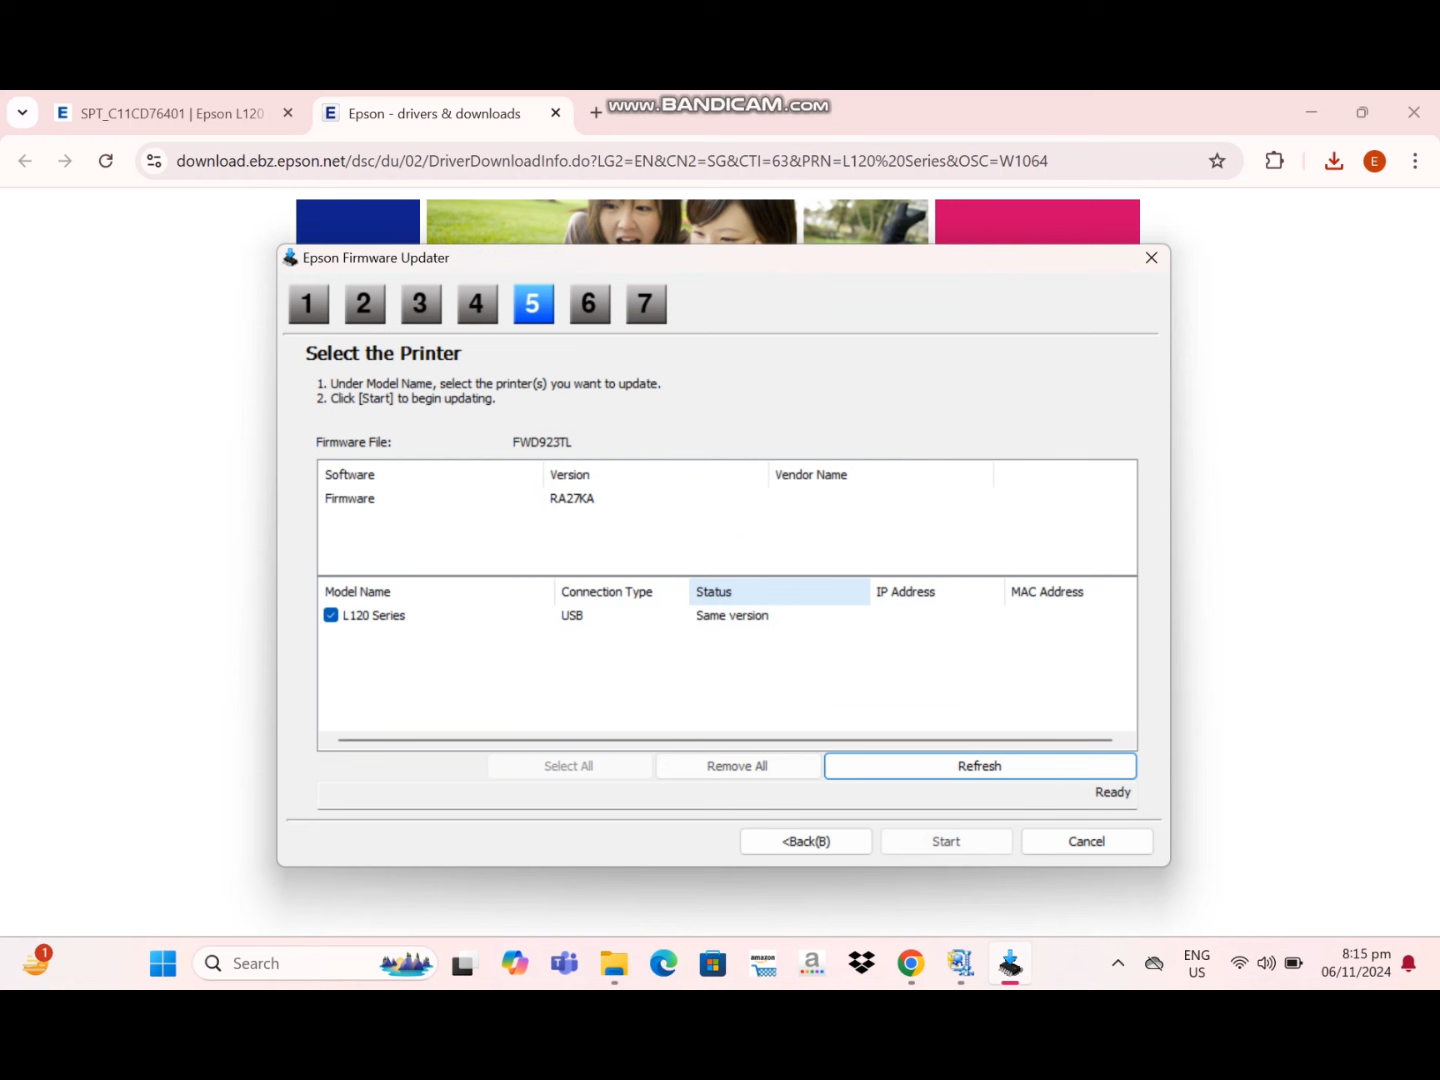 SPT_C11CD76401 | Epson L120
Epson - drivers & downloads
www.BANDICAM.com
download.ebz.epson.net/dsc/du/02/DriverDownloadInfo.do?LG2=EN&CN2=SG&CTI=63&PRN=L120%20Series&OSC=W1064
E
Epson Firmware Updater
1 2 3 4 5 6 7
Select the Printer
1. Under Model Name, select the printer(s) you want to update.
2. Click [Start] to begin updating.
Firmware File: FWD923TL
Software Version Vendor Name
Firmware RA27KA
Model Name Connection Type Status IP Address MAC Address
L120 Series USB Same version
Select All Remove All Refresh
Ready
<Back(B) Start Cancel
1
Search
amazon
a
ENG
US
8:15 pm
06/11/2024